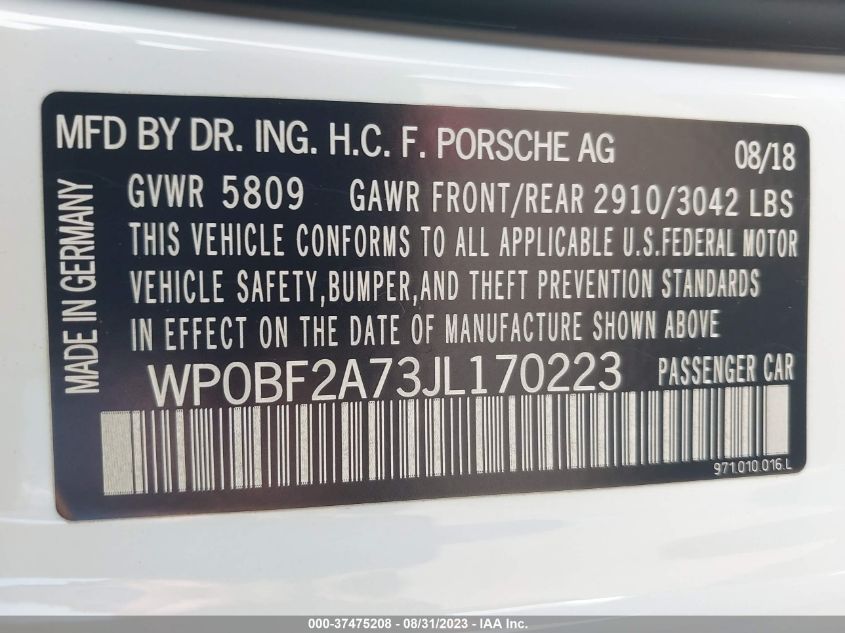 MFD BY DR. ING. H.C. F. PORSCHE AG 08/18
GVWR 5809 GAWR FRONT/REAR 2910/3042 LBS
THIS VEHICLE CONFORMS TO ALL APPLICABLE U.S.FEDERAL MOTOR
VEHICLE SAFETY,BUMPER,AND THEFT PREVENTION STANDARDS
IN EFFECT ON THE DATE OF MANUFACTURE SHOWN ABOVE
MADE IN GERMANY
WP0BF2A73JL170223 PASSENGER CAR
971.010.016.L
000-37475208 - 08/31/2023 - IAAI.COM